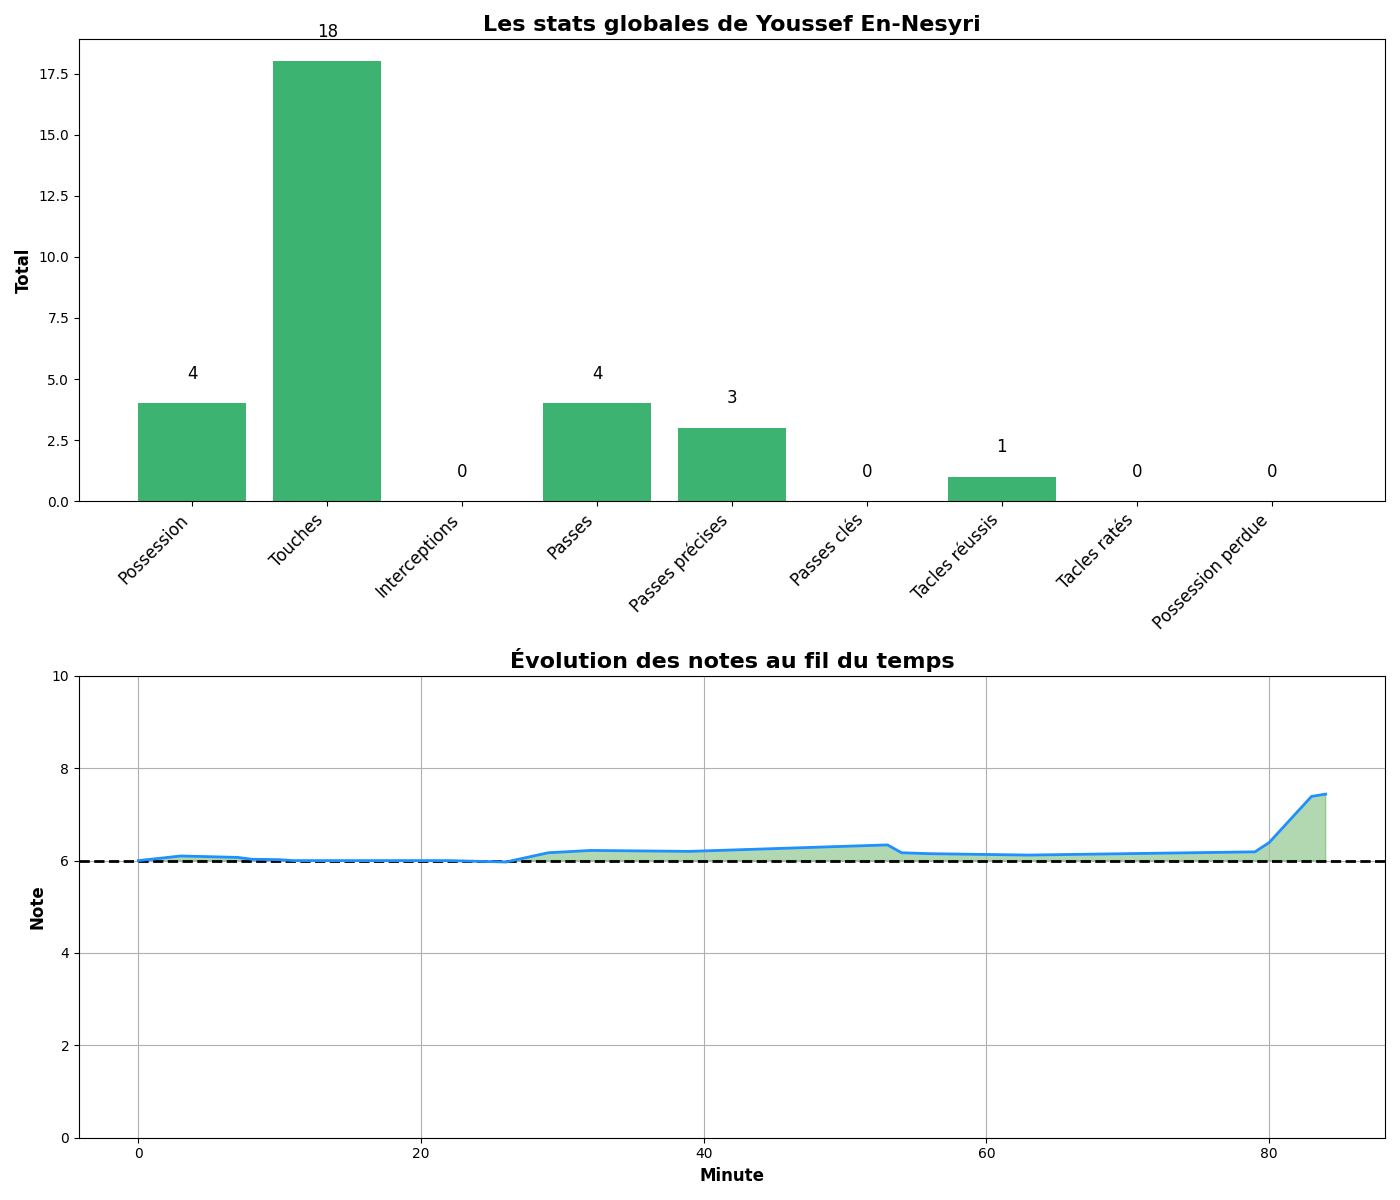 Les stats globales de Youssef En-Nesyri
18
17.5
15.0
12.5
10.0
7.5
5.0
2.5
0.0
Total
4
0
4
3
0
1
0
0
Possession
Touches
Interceptions
Passes
Passes précises
Passes clés
Tacles réussis
Tacles ratés
Possession perdue
Évolution des notes au fil du temps
10
8
6
4
2
0
Note
0
20
40
60
80
Minute